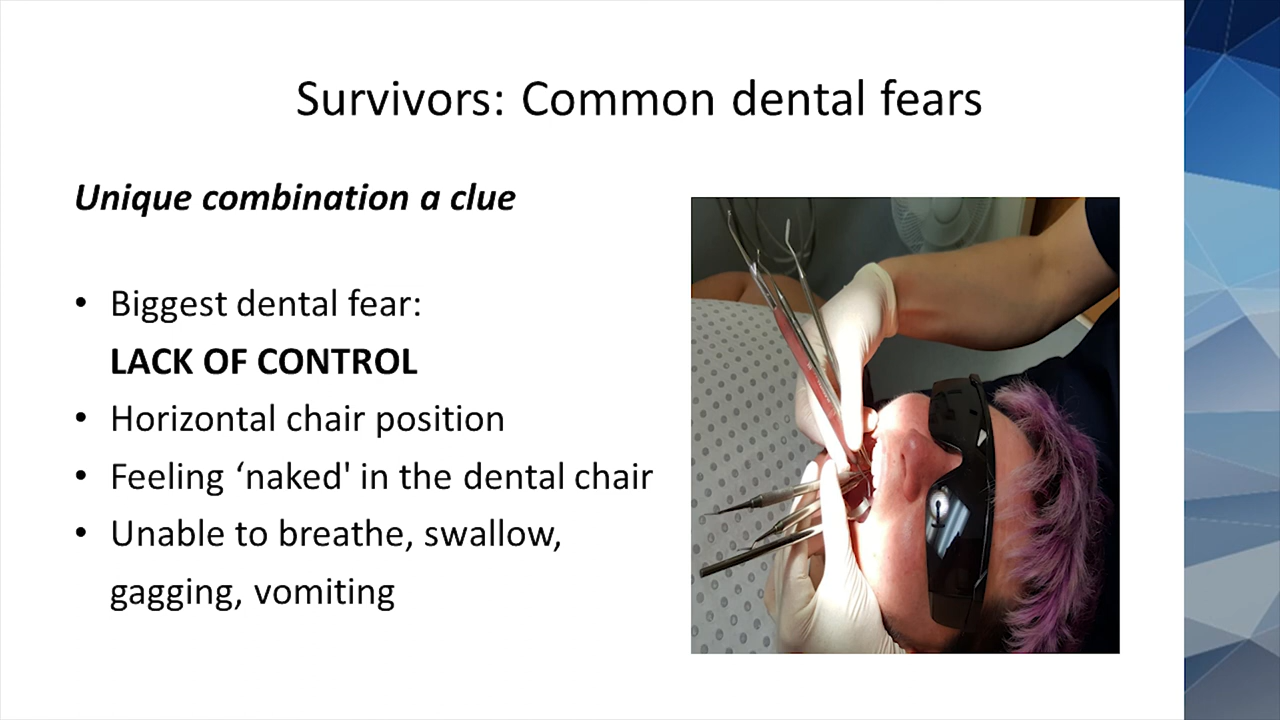 Survivors: Common dental fears
Unique combination a clue
• Biggest dental fear:
LACK OF CONTROL
• Horizontal chair position
• Feeling ‘naked' in the dental chair
• Unable to breathe, swallow,
gagging, vomiting